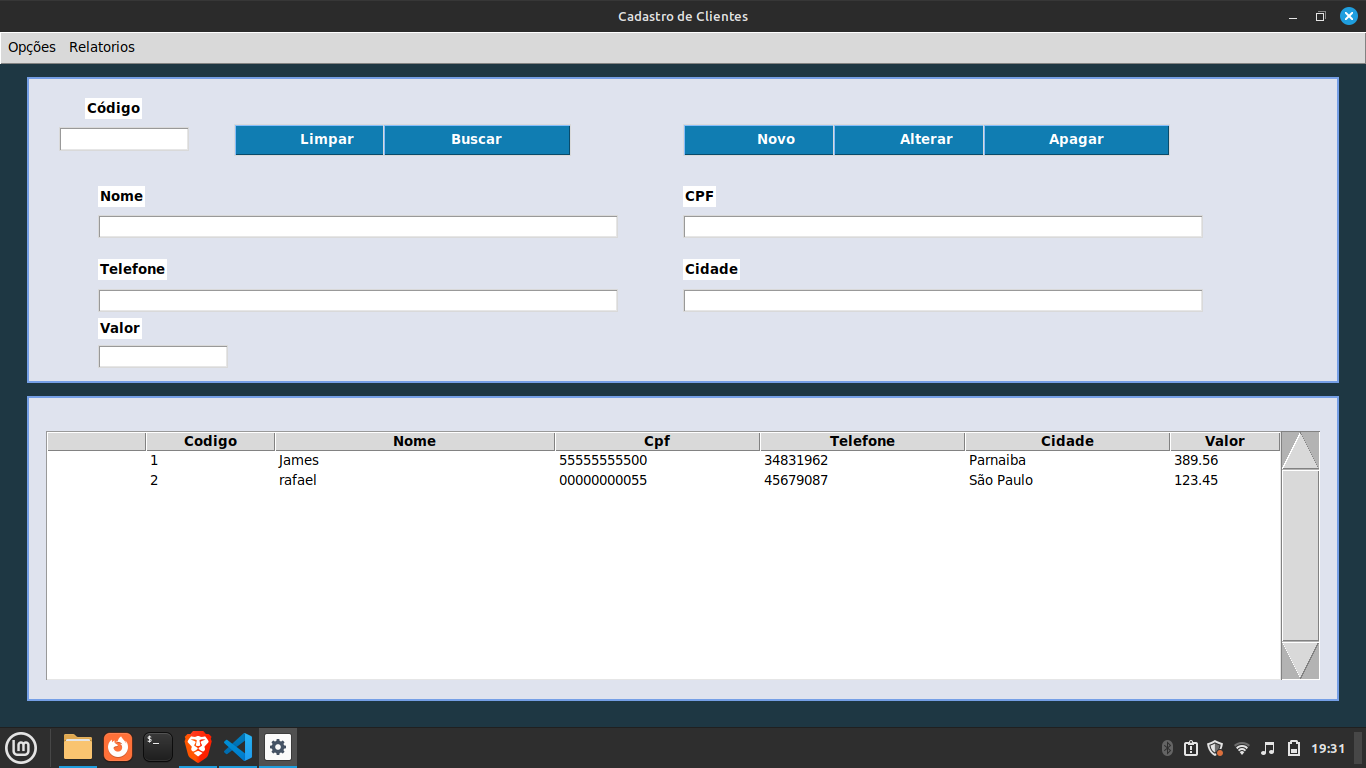 Cadastro de Clientes
Opções Relatorios
Código
Limpar Buscar Novo Alterar Apagar
Nome CPF
Telefone Cidade
Valor
Codigo Nome Cpf Telefone Cidade Valor
1 James 55555555500 34831962 Parnaiba 389.56
2 rafael 00000000055 45679087 São Paulo 123.45
$_
19:31